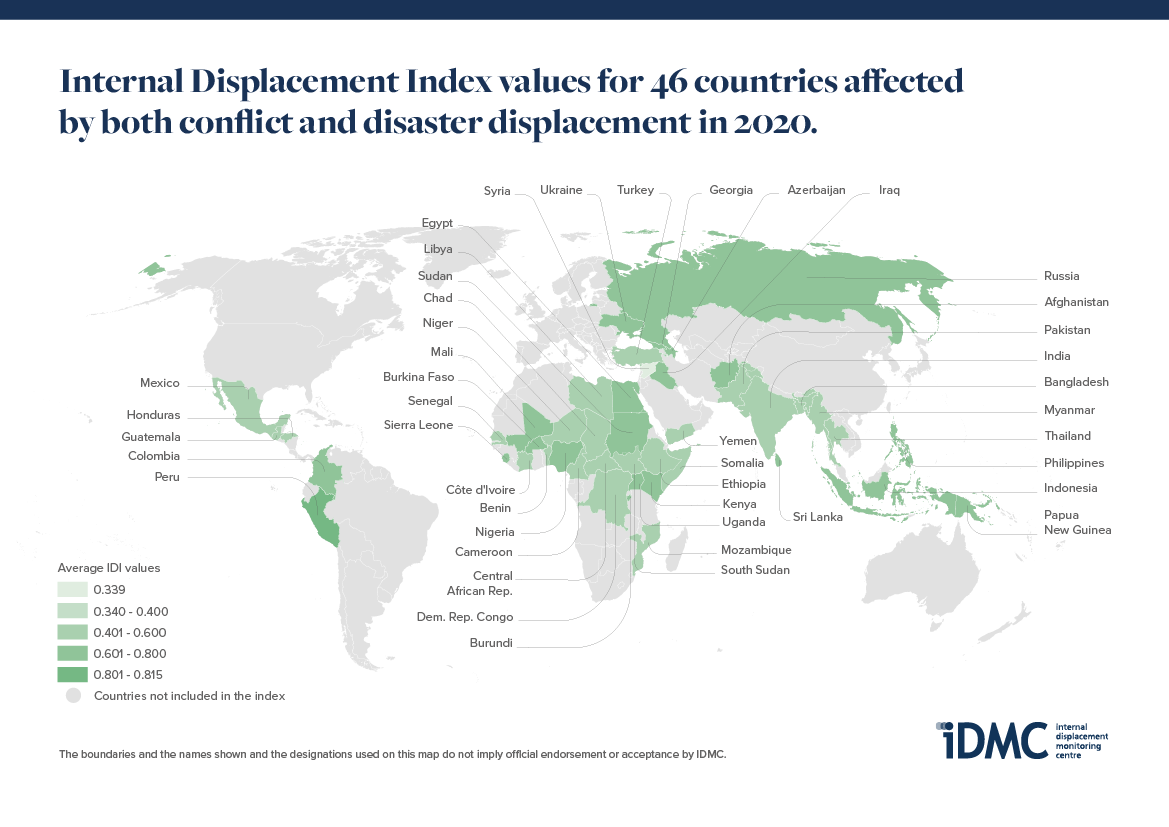 Internal Displacement Index values for 46 countries affected
by both conflict and disaster displacement in 2020.
Syria
Ukraine
Turkey
Georgia
Azerbaijan
Iraq
Egypt
Libya
Sudan
Chad
Niger
Mali
Burkina Faso
Senegal
Sierra Leone
Mexico
Honduras
Guatemala
Colombia
Peru
Russia
Afghanistan
Pakistan
India
Bangladesh
Myanmar
Thailand
Philippines
Indonesia
Papua
New Guinea
Yemen
Somalia
Ethiopia
Kenya
Uganda
Sri Lanka
Mozambique
South Sudan
Côte d'Ivoire
Benin
Nigeria
Cameroon
Central
African Rep.
Dem. Rep. Congo
Burundi
Average IDI values
0.339
0.340 - 0.400
0.401 - 0.600
0.601 - 0.800
0.801 - 0.815
Countries not included in the index
The boundaries and the names shown and the designations used on this map do not imply official endorsement or acceptance by IDMC.
iDMC
internal
displacement
monitoring
centre